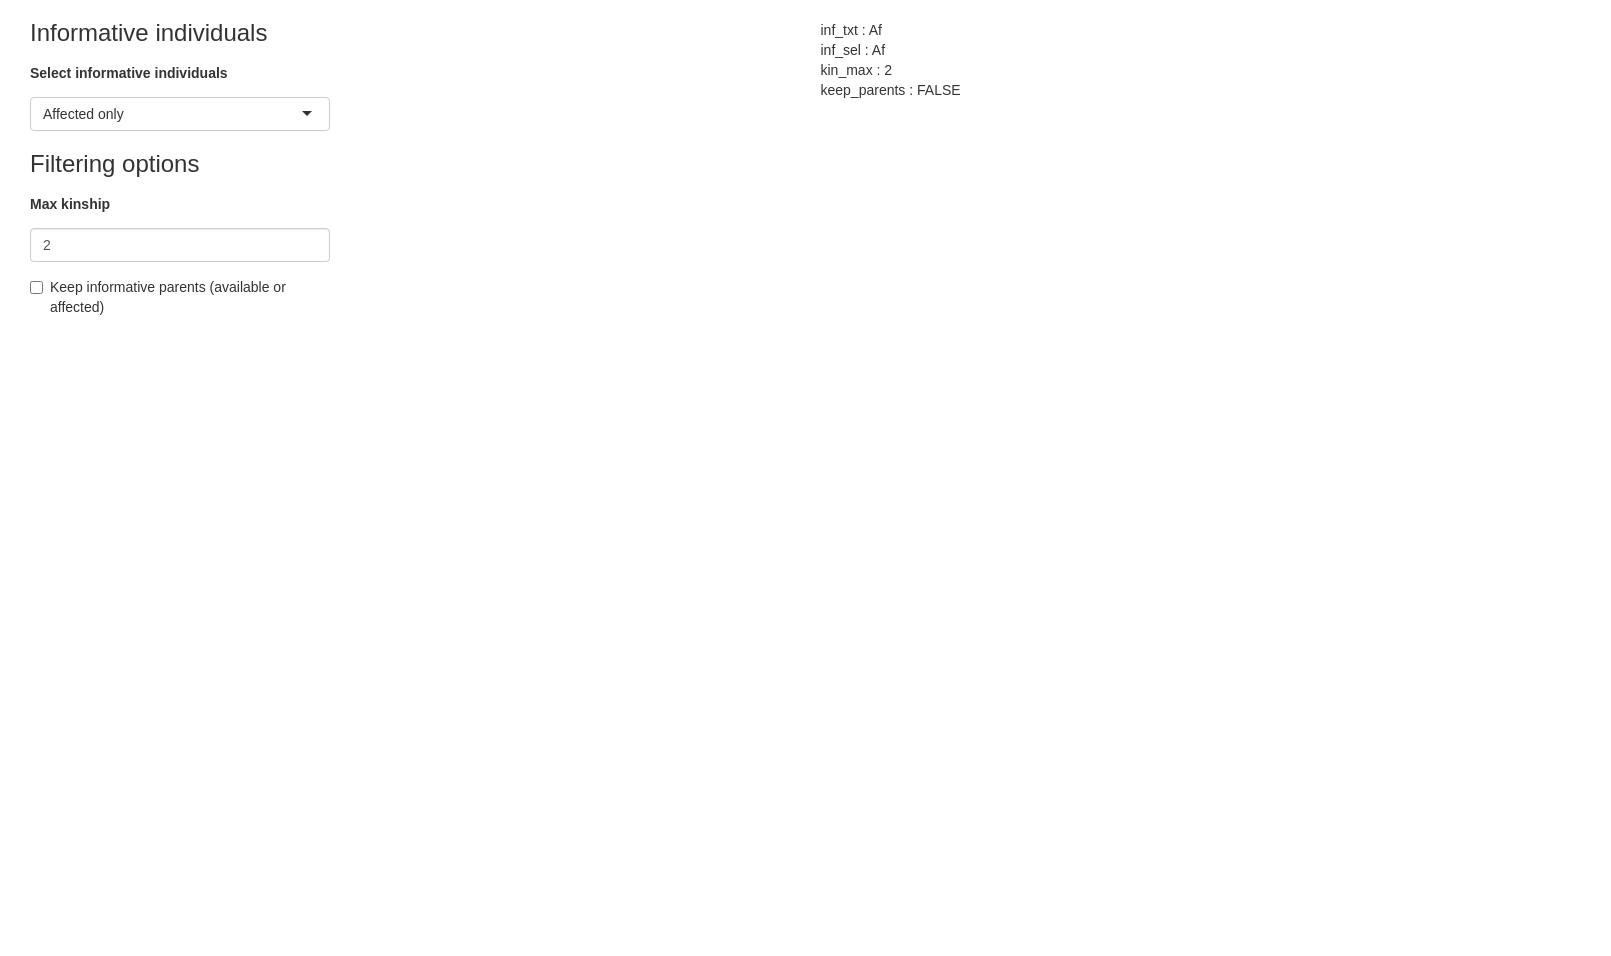 Informative individuals
Select informative individuals
Affected only
Filtering options
Max kinship
2
Keep informative parents (available or
affected)
inf_txt : Af
inf_sel : Af
kin_max : 2
keep_parents : FALSE